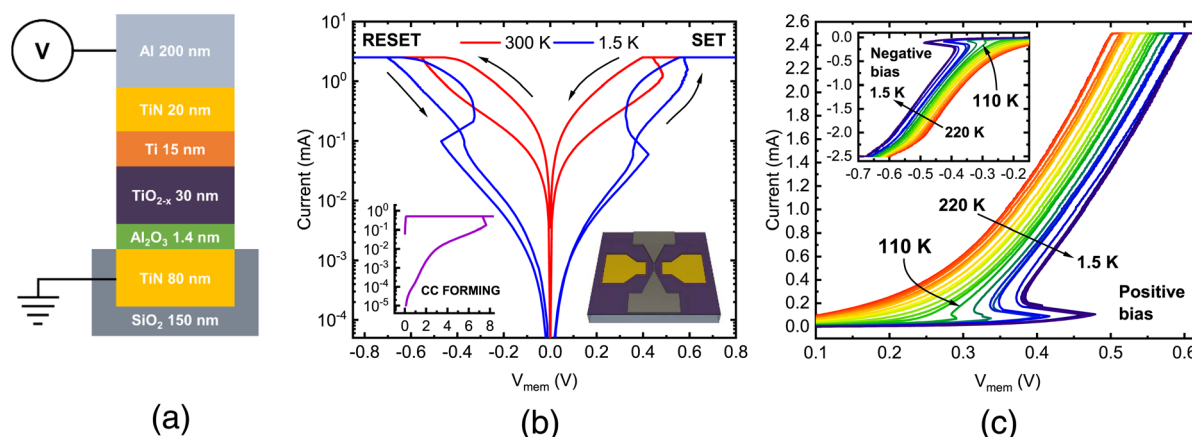 V
Al 200 nm
TiN 20 nm
Ti 15 nm
TiO₂₋ₓ 30 nm
Al₂O₃ 1.4 nm
TiN 80 nm
SiO₂ 150 nm
(a)
RESET
300 K
1.5 K
SET
Current (mA)
10⁰
10⁻¹
10⁻²
10⁻³
10⁻⁴
10⁰
10⁻¹
10⁻²
10⁻³
10⁻⁴
10⁻⁵
CC FORMING
0 2 4 6 8
-0.8 -0.6 -0.4 -0.2 0.0 0.2 0.4 0.6 0.8
Vmem (V)
(b)
Current (mA)
2.6
2.4
2.2
2.0
1.8
1.6
1.4
1.2
1.0
0.8
0.6
0.4
0.2
0.0
0.0
-0.5
-1.0
-1.5
-2.0
-2.5
Negative
bias
1.5 K
110 K
220 K
-0.7 -0.6 -0.5 -0.4 -0.3 -0.2
220 K
110 K
1.5 K
Positive
bias
0.1 0.2 0.3 0.4 0.5 0.6
Vmem (V)
(c)